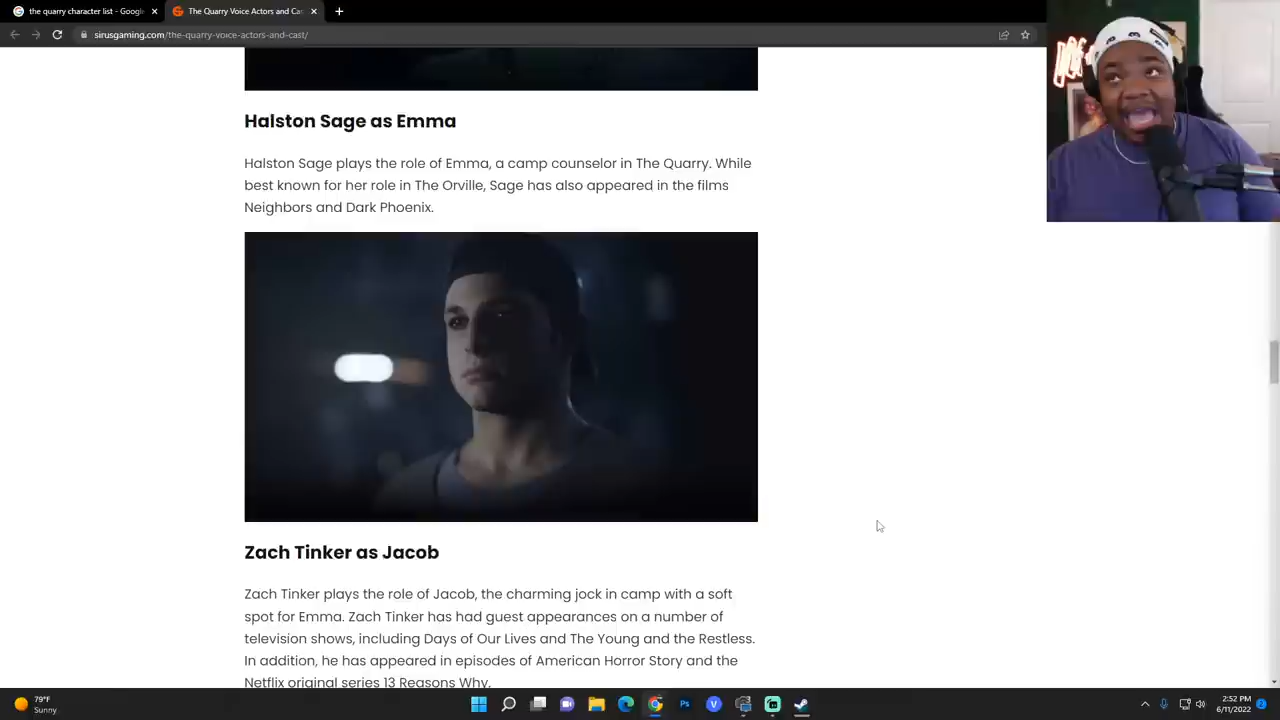 the quarry character list - Google
The Quarry Voice Actors and Cas
sirusgaming.com/the-quarry-voice-actors-and-cast/
Halston Sage as Emma
Halston Sage plays the role of Emma, a camp counselor in The Quarry. While
best known for her role in The Orville, Sage has also appeared in the films
Neighbors and Dark Phoenix.
Zach Tinker as Jacob
Zach Tinker plays the role of Jacob, the charming jock in camp with a soft
spot for Emma. Zach Tinker has had guest appearances on a number of
television shows, including Days of Our Lives and The Young and the Restless.
In addition, he has appeared in episodes of American Horror Story and the
Netflix original series 13 Reasons Why.
79°F
Sunny
2:52 PM
6/11/2022